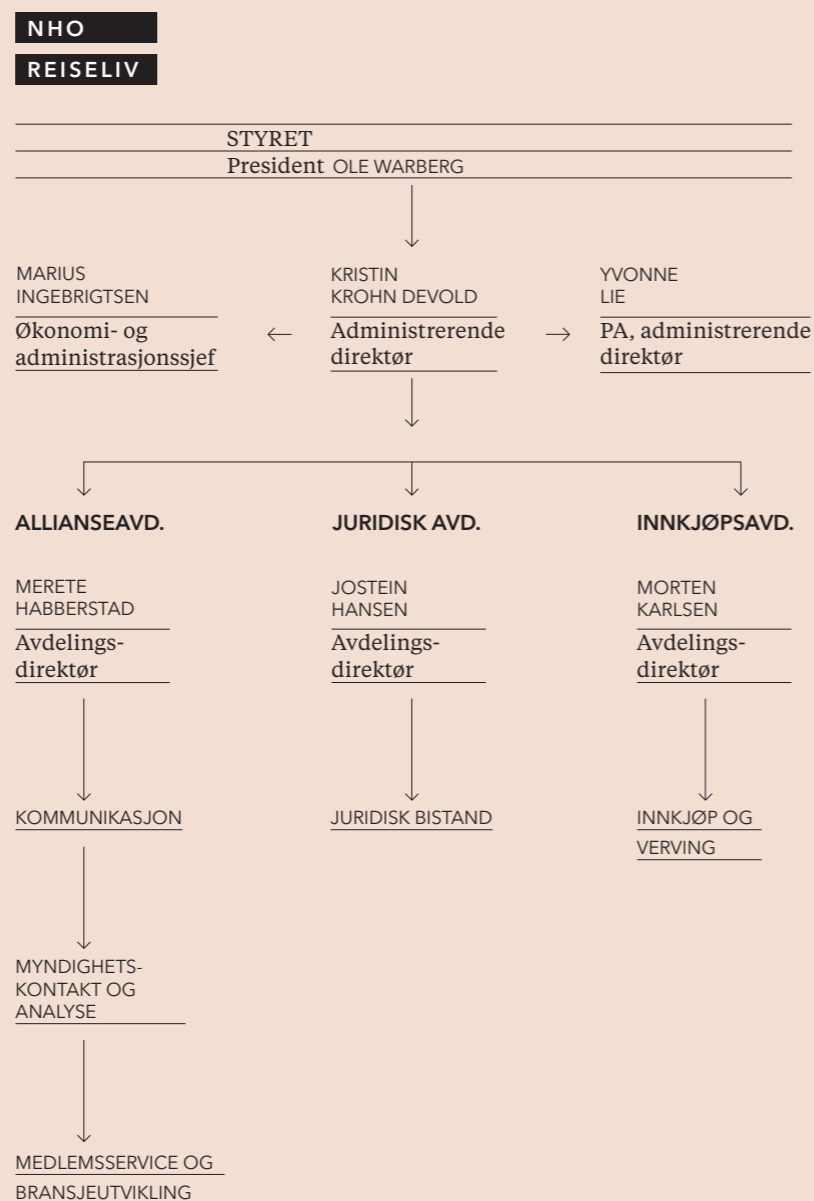 NHO
REISELIV
STYRET
President OLE WARBERG
MARIUS
INGEBRIGTSEN
Økonomi- og
administrasjonssjef
KRISTIN
KROHN DEVOLD
Administrerende
direktør
YVONNE
LIE
PA, administrerende
direktør
ALLIANSEAVD.
MERETE
HABBERSTAD
Avdelings-
direktør
KOMMUNIKASJON
MYNDIGHETS-
KONTAKT OG
ANALYSE
MEDLEMSSERVICE OG
BRANSJEUTVIKLING
JURIDISK AVD.
JOSTEIN
HANSEN
Avdelings-
direktør
JURIDISK BISTAND
INNKJØPSAVD.
MORTEN
KARLSEN
Avdelings-
direktør
INNKJØP OG
VERVING